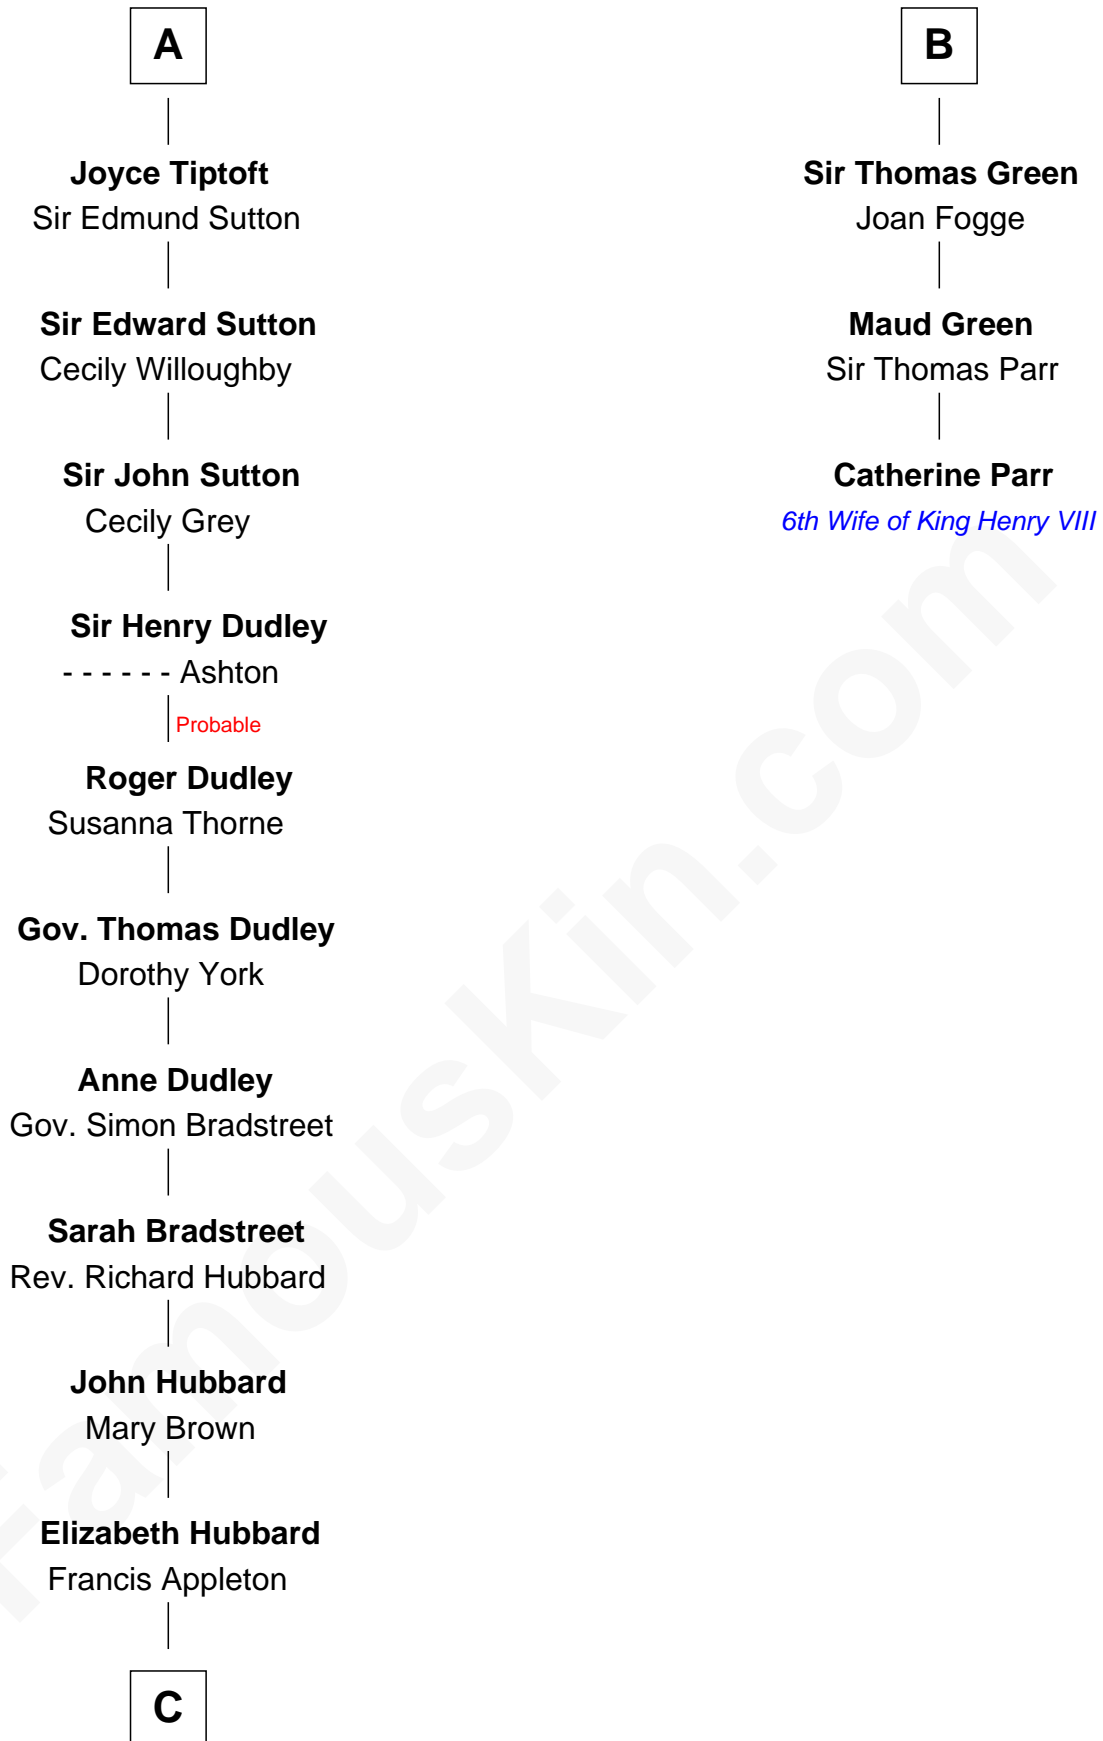 A
Joyce Tiptoft
Sir Edmund Sutton
Sir Edward Sutton
Cecily Willoughby
Sir John Sutton
Cecily Grey
Sir Henry Dudley
- - - - - - Ashton
Probable
Roger Dudley
Susanna Thorne
Gov. Thomas Dudley
Dorothy York
Anne Dudley
Gov. Simon Bradstreet
Sarah Bradstreet
Rev. Richard Hubbard
John Hubbard
Mary Brown
Elizabeth Hubbard
Francis Appleton
C
B
Sir Thomas Green
Joan Fogge
Maud Green
Sir Thomas Parr
Catherine Parr
6th Wife of King Henry VIII
FamousKin.com